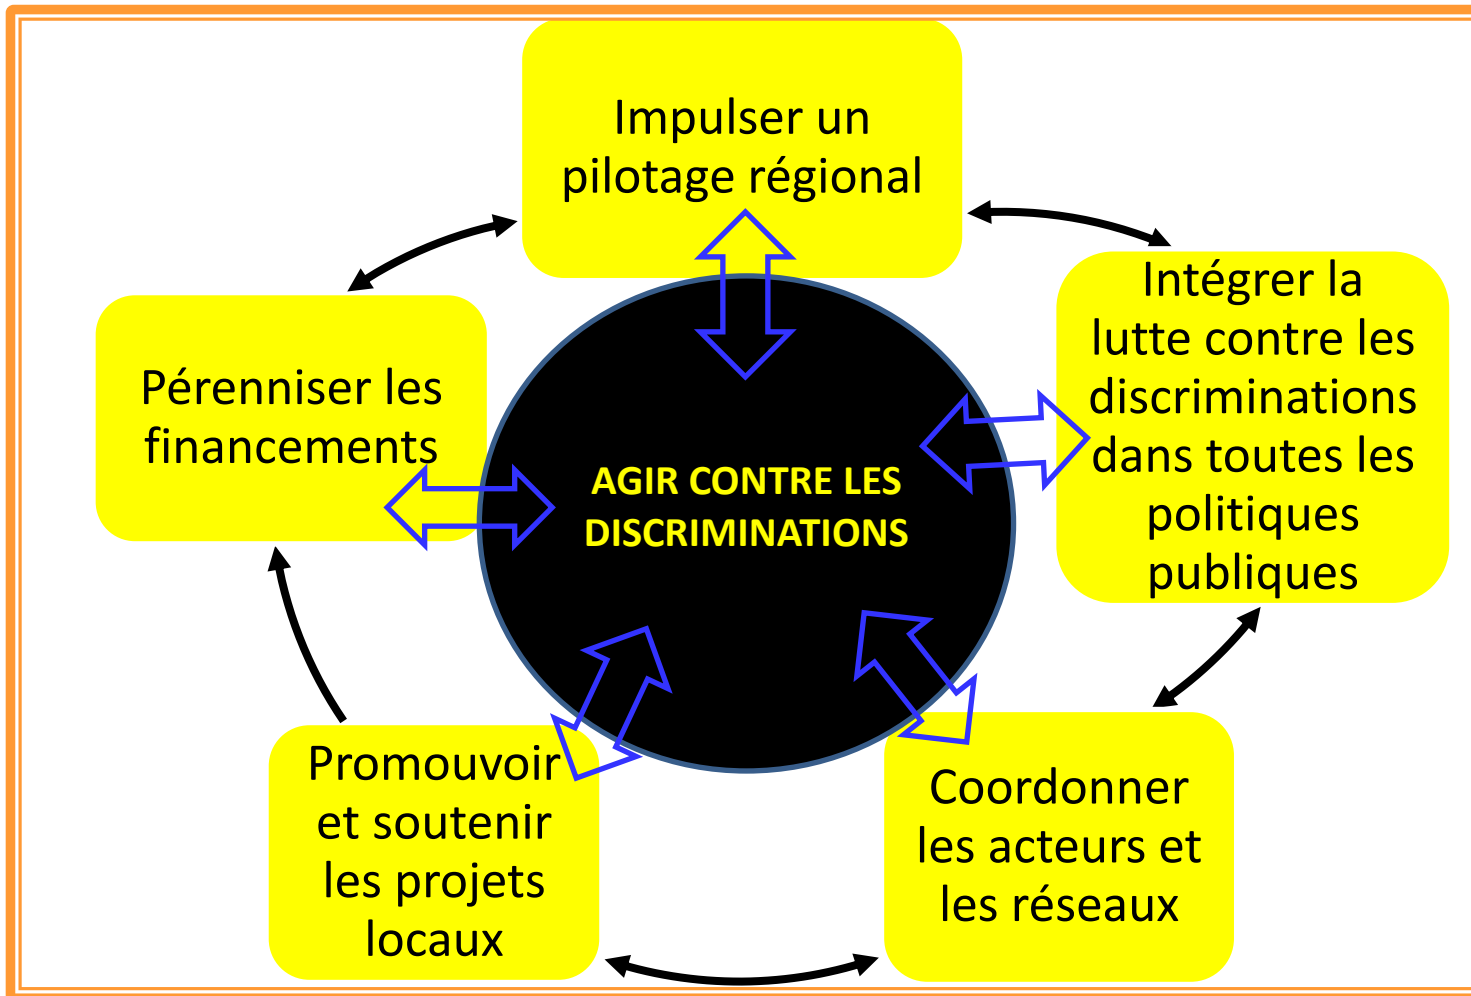 Impulser un
pilotage régional
Intégrer la
lutte contre les
discriminations
dans toutes les
politiques
publiques
Pérenniser les
financements
AGIR CONTRE LES
DISCRIMINATIONS
Promouvoir
et soutenir
les projets
locaux
Coordonner
les acteurs et
les réseaux